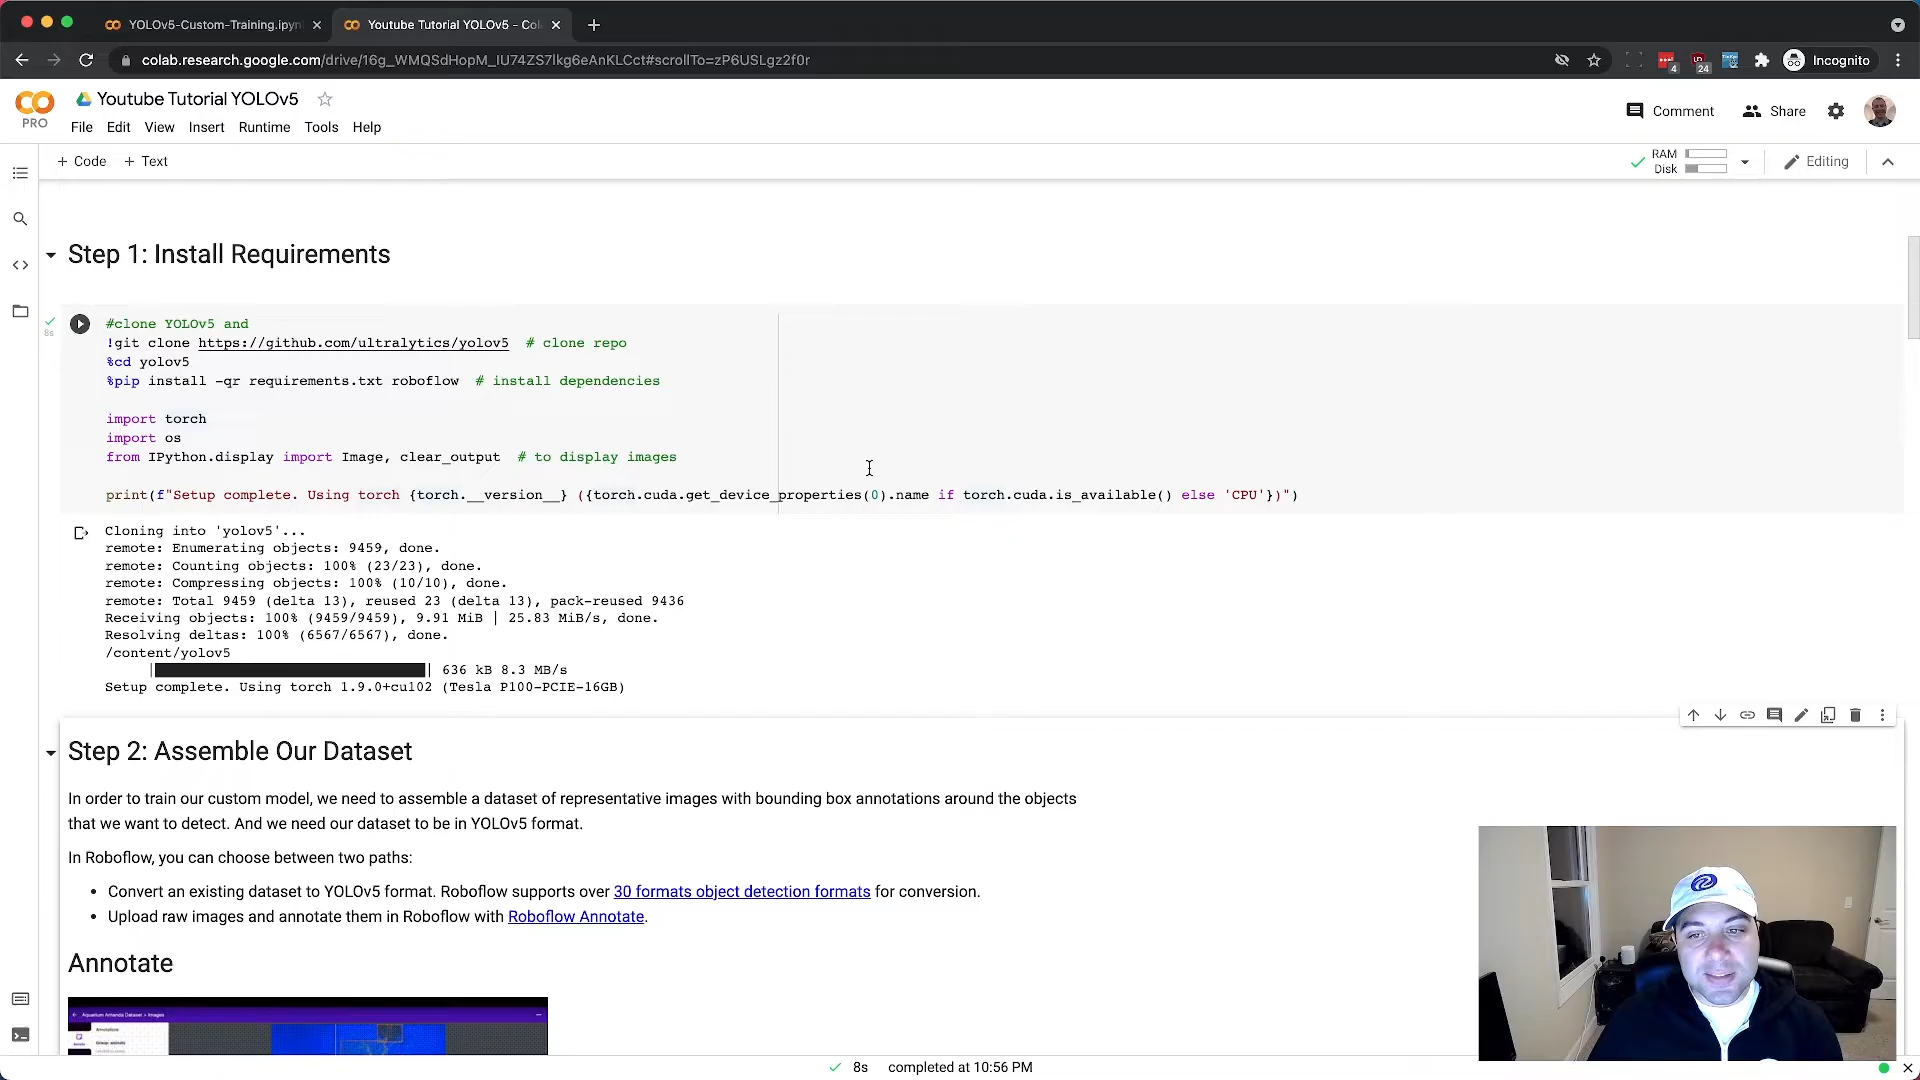 YOLOv5-Custom-Training.ipyn
Youtube Tutorial YOLOv5 - Col
colab.research.google.com/drive/16g_WMQSdHopM_IU74ZS7lkg6eAnKLCct#scrollTo=zP6USLgz2f0r
4
24
Incognito
PRO
Youtube Tutorial YOLOv5
File Edit View Insert Runtime Tools Help
Comment
Share
+ Code + Text
RAM
Disk
Editing
Step 1: Install Requirements
8s
#clone YOLOv5 and
!git clone https://github.com/ultralytics/yolov5 # clone repo
%cd yolov5
%pip install -qr requirements.txt roboflow # install dependencies
import torch
import os
from IPython.display import Image, clear_output # to display images
print(f"Setup complete. Using torch {torch.__version__} ({torch.cuda.get_device_properties(0).name if torch.cuda.is_available() else 'CPU'})")
Cloning into 'yolov5'...
remote: Enumerating objects: 9459, done.
remote: Counting objects: 100% (23/23), done.
remote: Compressing objects: 100% (10/10), done.
remote: Total 9459 (delta 13), reused 23 (delta 13), pack-reused 9436
Receiving objects: 100% (9459/9459), 9.91 MiB | 25.83 MiB/s, done.
Resolving deltas: 100% (6567/6567), done.
/content/yolov5
| | 636 kB 8.3 MB/s
Setup complete. Using torch 1.9.0+cu102 (Tesla P100-PCIE-16GB)
Step 2: Assemble Our Dataset
In order to train our custom model, we need to assemble a dataset of representative images with bounding box annotations around the objects
that we want to detect. And we need our dataset to be in YOLOv5 format.
In Roboflow, you can choose between two paths:
• Convert an existing dataset to YOLOv5 format. Roboflow supports over 30 formats object detection formats for conversion.
• Upload raw images and annotate them in Roboflow with Roboflow Annotate.
Annotate
Annotations
8s completed at 10:56 PM